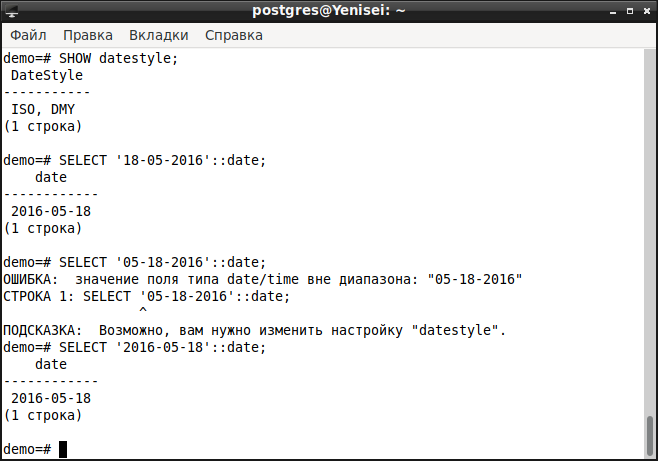 postgres@Yenisei: ~
Файл Правка Вкладки Справка
demo=# SHOW datestyle;
 DateStyle
-----------
 ISO, DMY
(1 строка)

demo=# SELECT '18-05-2016'::date;
    date
------------
 2016-05-18
(1 строка)

demo=# SELECT '05-18-2016'::date;
ОШИБКА:  значение поля типа date/time вне диапазона: "05-18-2016"
СТРОКА 1: SELECT '05-18-2016'::date;
                 ^
ПОДСКАЗКА:  Возможно, вам нужно изменить настройку "datestyle".
demo=# SELECT '2016-05-18'::date;
    date
------------
 2016-05-18
(1 строка)

demo=#